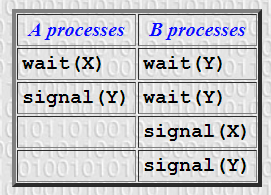 A processes B processes
wait(X) wait(Y)
signal(Y) wait(Y)
signal(X)
signal(Y)